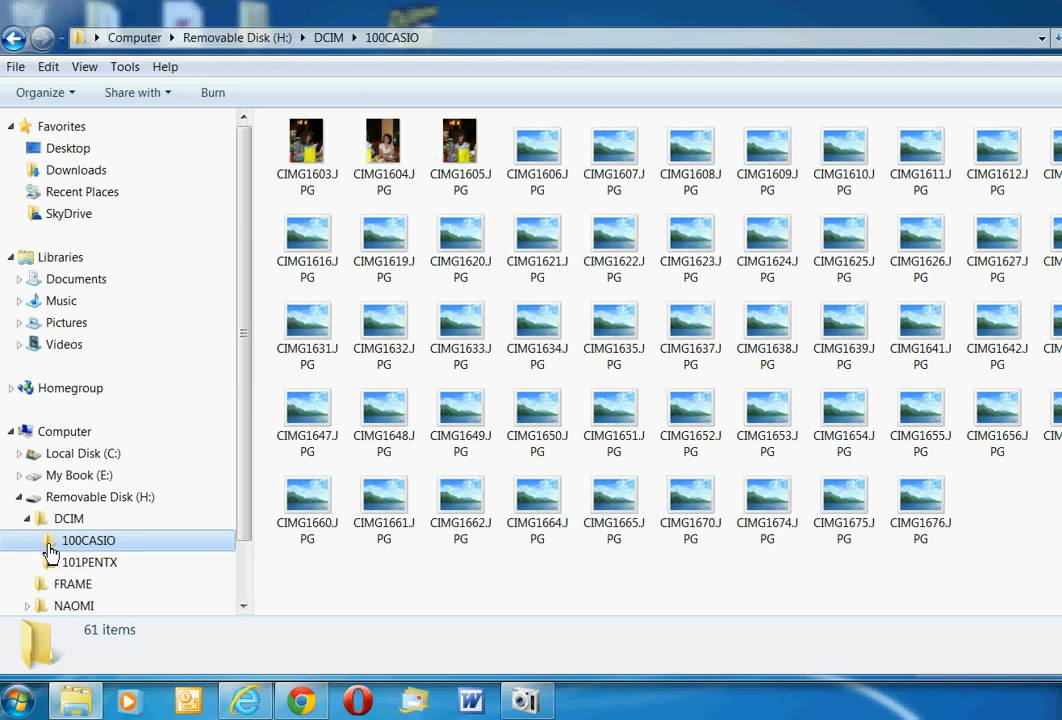 Computer Removable Disk (H:) DCIM 100CASIO
File Edit View Tools Help
Organize Share with Burn
Favorites
Desktop
Downloads
Recent Places
SkyDrive
Libraries
Documents
Music
Pictures
Videos
Homegroup
Computer
Local Disk (C:)
My Book (E:)
Removable Disk (H:)
DCIM
100CASIO
101PENTX
FRAME
NAOMI
CIMG1603.J CIMG1604.J CIMG1605.J CIMG1606.J CIMG1607.J CIMG1608.J CIMG1609.J CIMG1610.J CIMG1611.J CIMG1612.J CIM
PG PG PG PG PG PG PG PG PG PG
CIMG1616.J CIMG1619.J CIMG1620.J CIMG1621.J CIMG1622.J CIMG1623.J CIMG1624.J CIMG1625.J CIMG1626.J CIMG1627.J CIM
PG PG PG PG PG PG PG PG PG PG
CIMG1631.J CIMG1632.J CIMG1633.J CIMG1634.J CIMG1635.J CIMG1637.J CIMG1638.J CIMG1639.J CIMG1641.J CIMG1642.J CIM
PG PG PG PG PG PG PG PG PG PG
CIMG1647.J CIMG1648.J CIMG1649.J CIMG1650.J CIMG1651.J CIMG1652.J CIMG1653.J CIMG1654.J CIMG1655.J CIMG1656.J CIM
PG PG PG PG PG PG PG PG PG PG
CIMG1660.J CIMG1661.J CIMG1662.J CIMG1664.J CIMG1665.J CIMG1670.J CIMG1674.J CIMG1675.J CIMG1676.J
PG PG PG PG PG PG PG PG PG
61 items